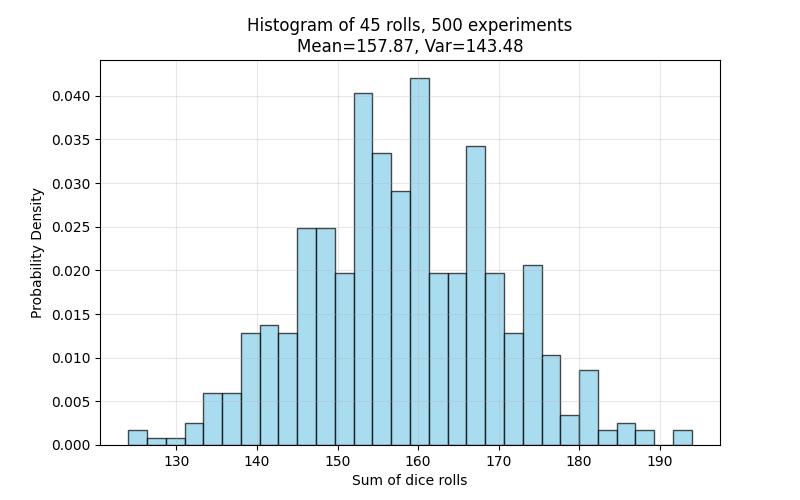 Histogram of 45 rolls, 500 experiments
Mean=157.87, Var=143.48
Probability Density
0.040
0.035
0.030
0.025
0.020
0.015
0.010
0.005
0.000
130 140 150 160 170 180 190
Sum of dice rolls